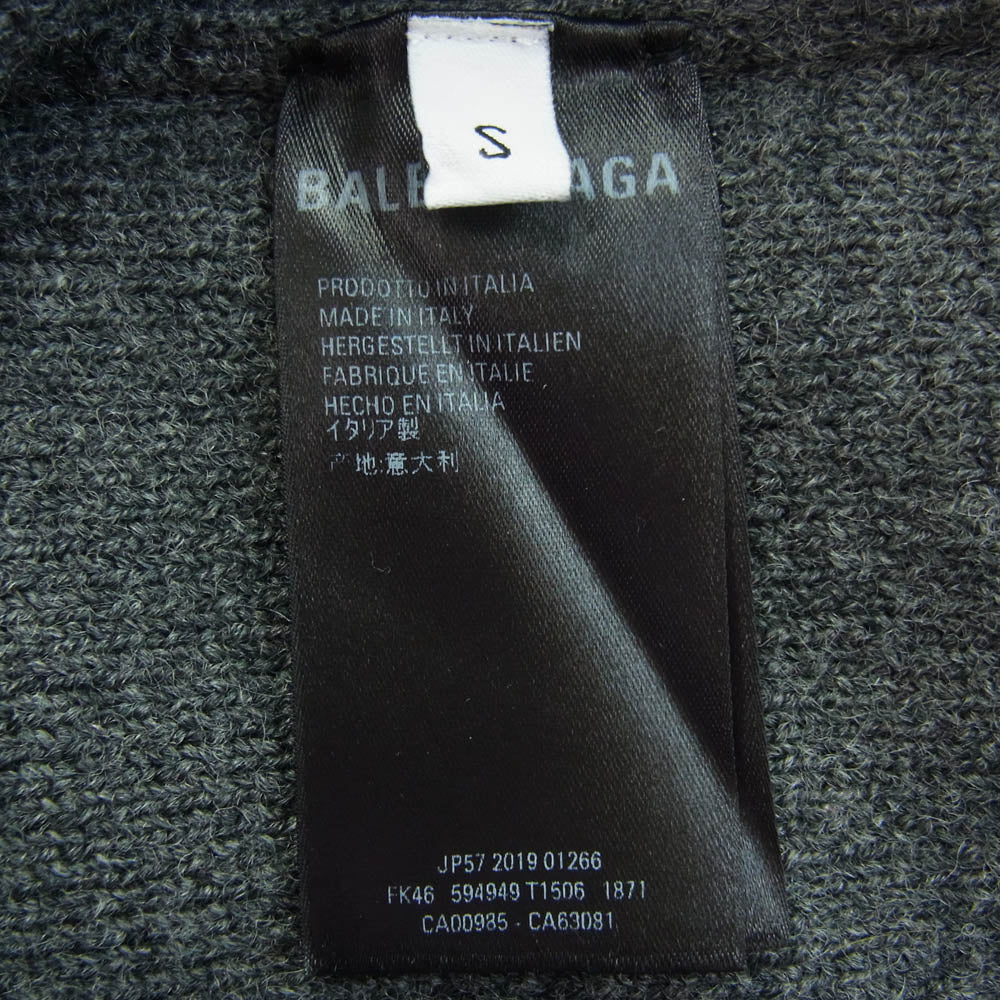 S
BALE AGA
PRODOTTO IN ITALIA
MADE IN ITALY
HERGESTELLT IN ITALIEN
FABRIQUE EN ITALIE
HECHO EN ITALIA
イタリア製
产地:意大利
JP57 2019 01266
FK46 594949 T1506 1871
CA00985 - CA63081